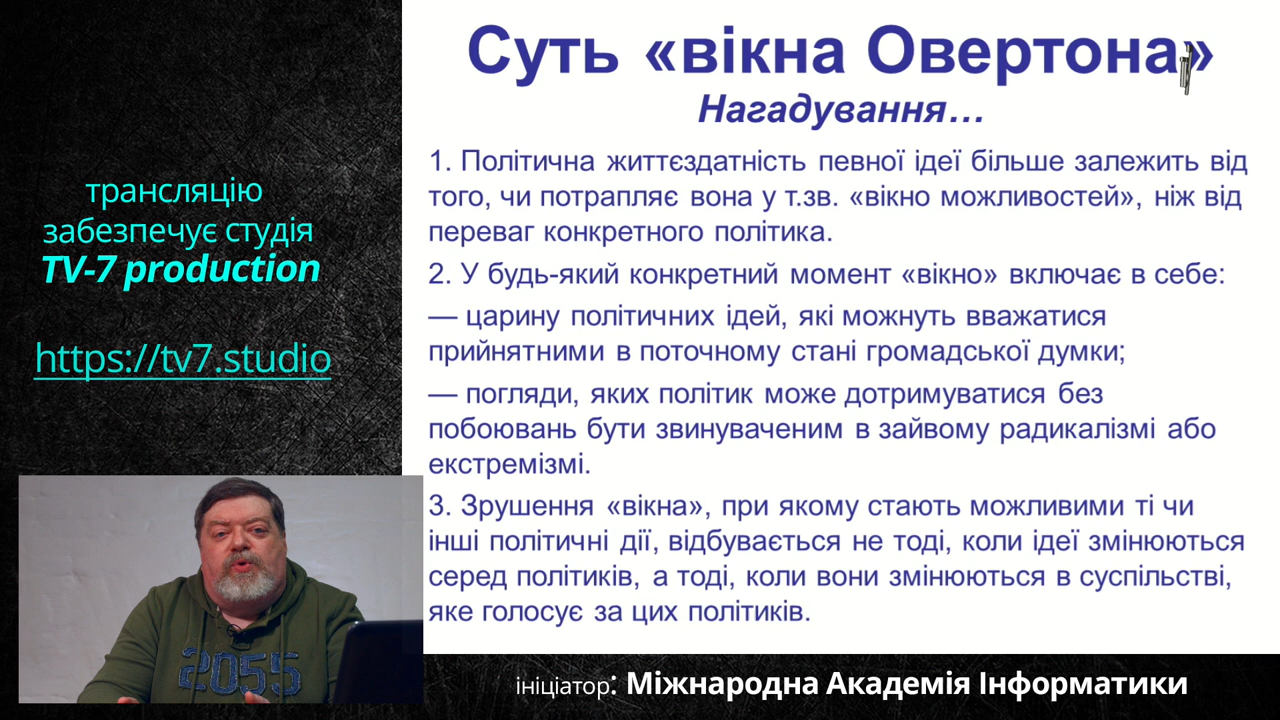 трансляцію
забезпечує студія
TV-7 production
https://tv7.studio
Суть «вікна Овертона»
Нагадування…
1. Політична життєздатність певної ідеї більше залежить від
того, чи потрапляє вона у т.зв. «вікно можливостей», ніж від
переваг конкретного політика.
2. У будь-який конкретний момент «вікно» включає в себе:
— царину політичних ідей, які можнуть вважатися
прийнятними в поточному стані громадської думки;
— погляди, яких політик може дотримуватися без
побоювань бути звинуваченим в зайвому радикалізмі або
екстремізмі.
3. Зрушення «вікна», при якому стають можливими ті чи
інші політичні дії, відбувається не тоді, коли ідеї змінюються
серед політиків, а тоді, коли вони змінюються в суспільстві,
яке голосує за цих політиків.
2055
ініціатор: Міжнародна Академія Інформатики